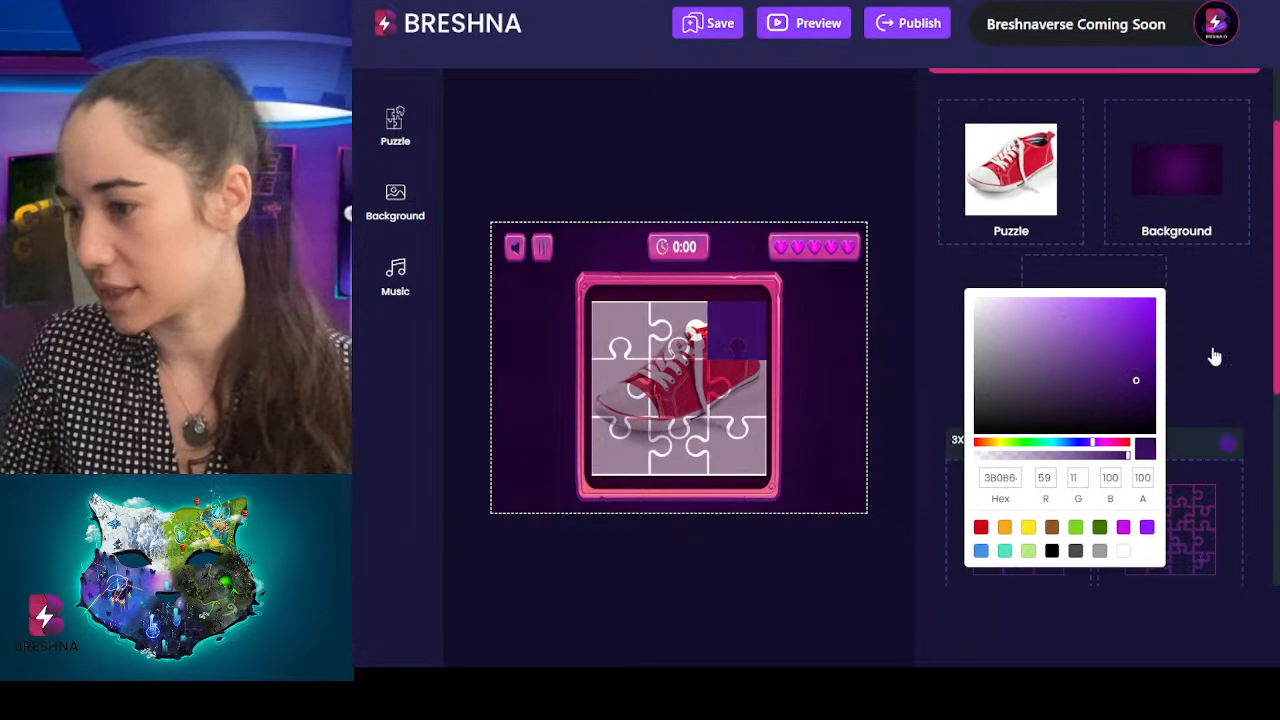 BRESHNA
Save
Preview
Publish
Breshnaverse Coming Soon
Puzzle
Background
Music
0:00
Puzzle
Background
3X
3B0B6
59
11
100
100
Hex
R
G
B
A
BRESHNA